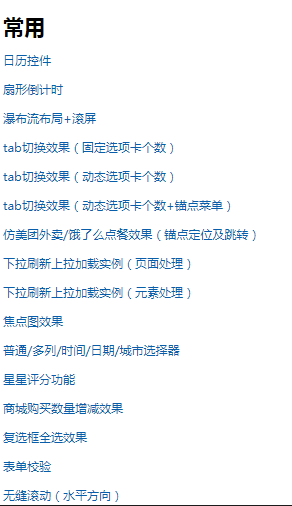 常用
日历控件
扇形倒计时
瀑布流布局+滚屏
tab切换效果（固定选项卡个数）
tab切换效果（动态选项卡个数）
tab切换效果（动态选项卡个数+锚点菜单）
仿美团外卖/饿了么点餐效果（锚点定位及跳转）
下拉刷新上拉加载实例（页面处理）
下拉刷新上拉加载实例（元素处理）
焦点图效果
普通/多列/时间/日期/城市选择器
星星评分功能
商城购买数量增减效果
复选框全选效果
表单校验
无缝滚动（水平方向）